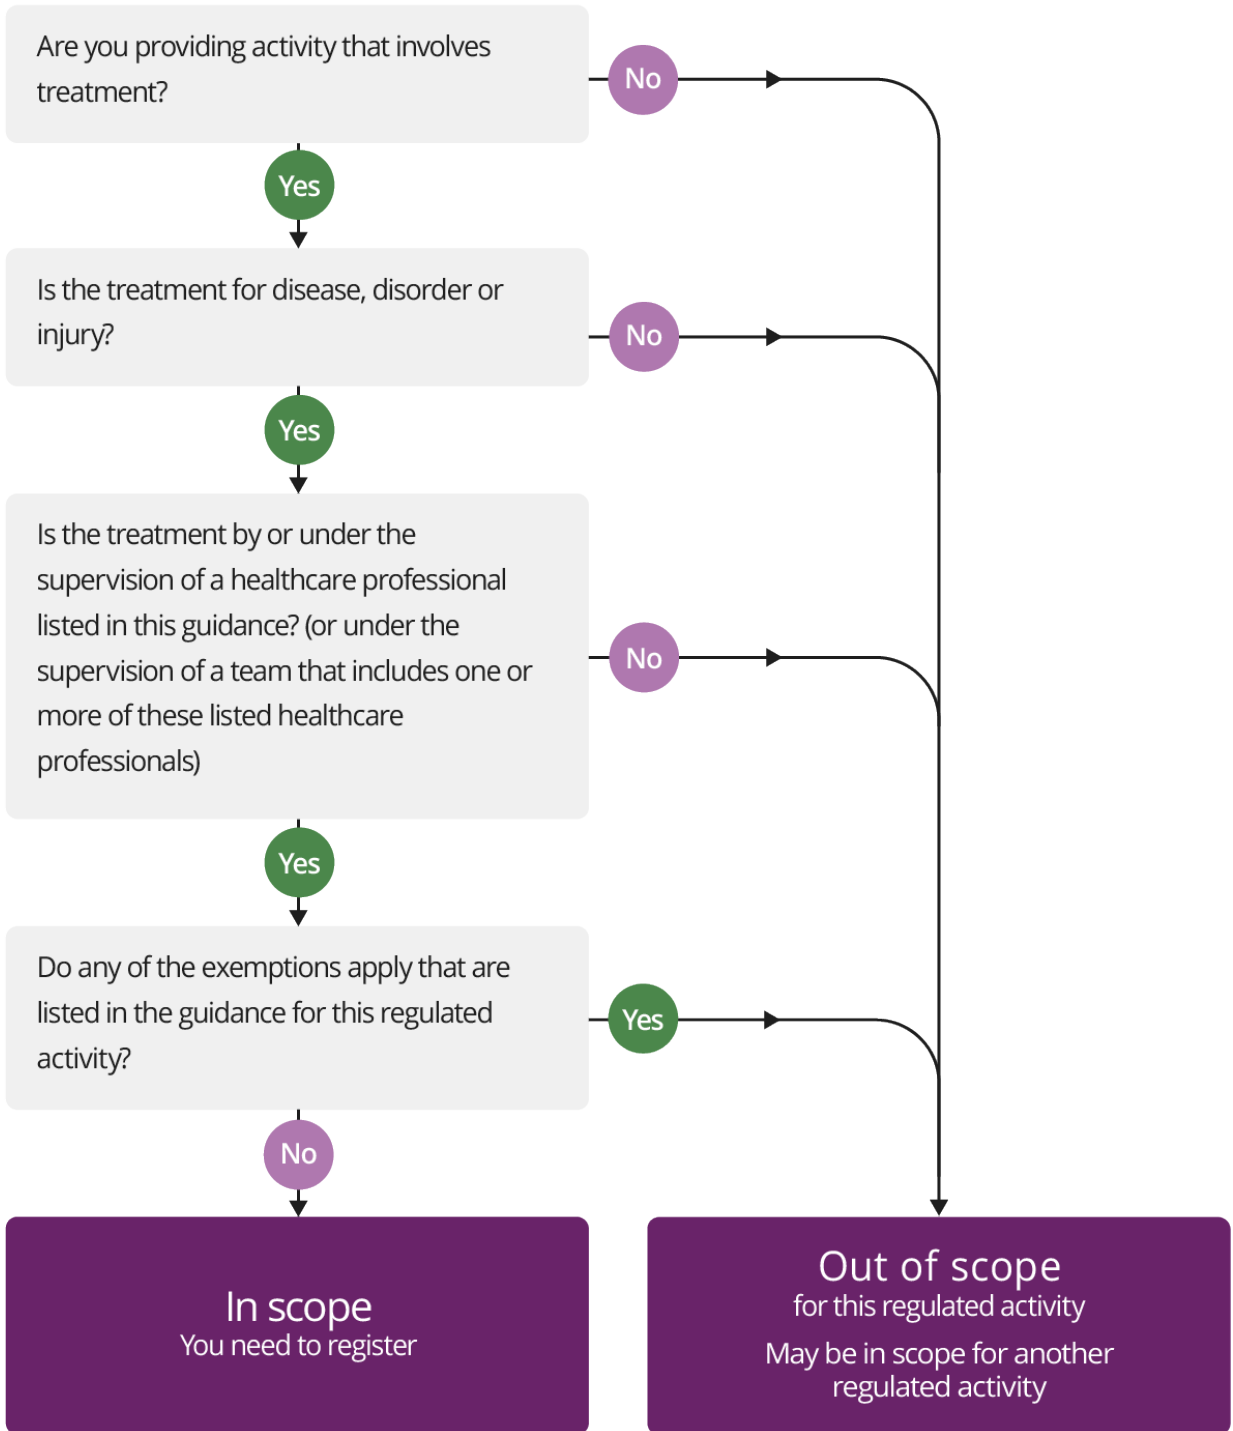 Are you providing activity that involves
treatment?
No
Yes
Is the treatment for disease, disorder or
injury?
No
Yes
Is the treatment by or under the
supervision of a healthcare professional
listed in this guidance? (or under the
supervision of a team that includes one or
more of these listed healthcare
professionals)
No
Yes
Do any of the exemptions apply that are
listed in the guidance for this regulated
activity?
Yes
No
In scope
You need to register
Out of scope
for this regulated activity
May be in scope for another
regulated activity